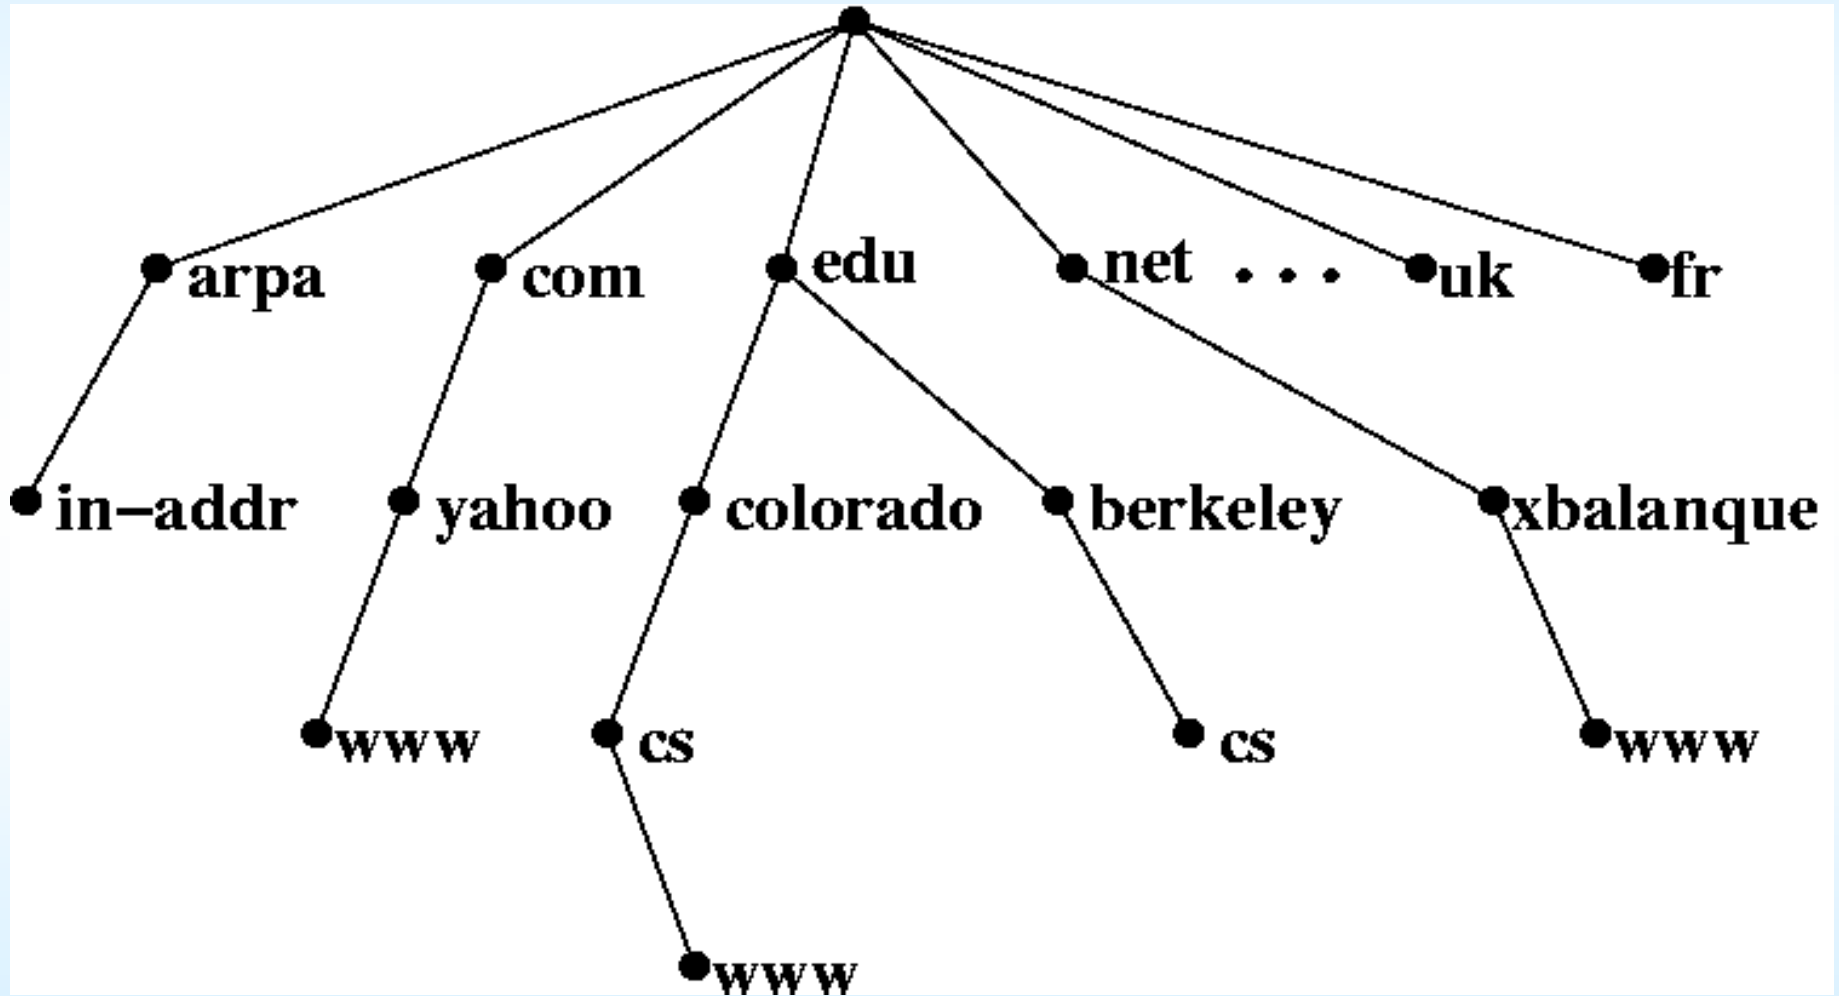 arpa com edu net . . . uk fr
in-addr yahoo colorado berkeley xbalanque
www cs cs www
www